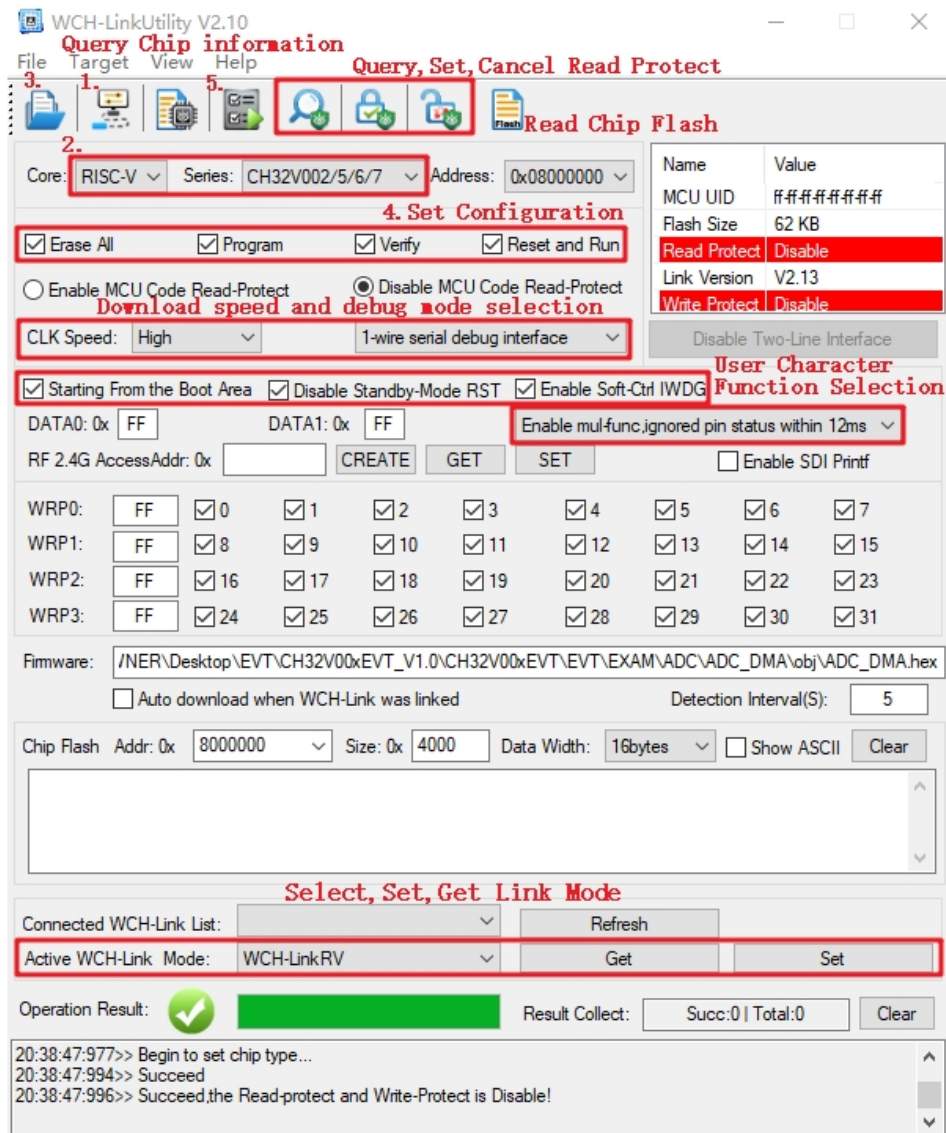 WCH-LinkUtility V2.10
Query Chip information
File Target View Help
Query,Set,Cancel Read Protect
3. 1. 5.
Flash
Read Chip Flash
2.
Core: RISC-V Series: CH32V002/5/6/7 Address: 0x08000000
Name Value
MCU UID ff-ff-ff-ff-ff-ff-ff-ff
Flash Size 62 KB
Read Protect Disable
Link Version V2.13
Write Protect Disable
4.Set Configuration
Erase All Program Verify Reset and Run
Enable MCU Code Read-Protect Disable MCU Code Read-Protect
Download speed and debug mode selection
CLK Speed: High 1-wire serial debug interface
Disable Two-Line Interface
User Character
Function Selection
Starting From the Boot Area Disable Standby-Mode RST Enable Soft-Ctrl IWDG
DATA0: 0x FF DATA1: 0x FF Enable mul-func,ignored pin status within 12ms
RF 2.4G AccessAddr: 0x CREATE GET SET Enable SDI Printf
WRP0: FF 0 1 2 3 4 5 6 7
WRP1: FF 8 9 10 11 12 13 14 15
WRP2: FF 16 17 18 19 20 21 22 23
WRP3: FF 24 25 26 27 28 29 30 31
Firmware: /NER\Desktop\EVT\CH32V00xEVT_V1.0\CH32V00xEVT\EVT\EXAM\ADC\ADC_DMA\obj\ADC_DMA.hex
Auto download when WCH-Link was linked Detection Interval(S): 5
Chip Flash Addr: 0x 8000000 Size: 0x 4000 Data Width: 16bytes Show ASCII Clear
Select,Set,Get Link Mode
Connected WCH-Link List: Refresh
Active WCH-Link Mode: WCH-LinkRV Get Set
Operation Result: Result Collect: Succ:0 | Total:0 Clear
20:38:47:977>> Begin to set chip type...
20:38:47:994>> Succeed
20:38:47:996>> Succeed,the Read-protect and Write-Protect is Disable!